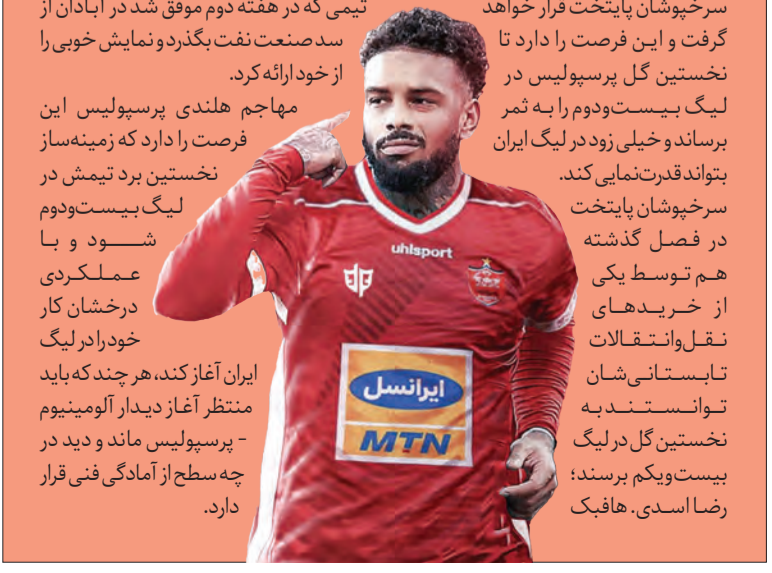 سرخپوشان پایتخت قرار خواهد
گرفت و این فرصت را دارد تا
نخستین گل پرسپولیس در
لیگ بیست‌ودوم را به ثمر
برساند و خیلی زود در لیگ ایران
بتواند قدرت‌نمایی کند.
سرخپوشان پایتخت
در فصل گذشته
هم توسط یکی
از خریدهای
نقل‌وانتقالات
تابستانی‌شان
توانستند به
نخستین گل در لیگ
بیست‌ویکم برسند؛
رضا اسدی. هافبک
تیمی که در هفته دوم موفق شد در آبادان از
سد صنعت نفت بگذرد و نمایش خوبی را
از خود ارائه کرد.
مهاجم هلندی پرسپولیس این
فرصت را دارد که زمینه‌ساز
نخستین برد تیمش در
لیگ بیست‌ودوم
شود و با
عملکردی
درخشان کار
خود را در لیگ
ایران آغاز کند، هر چند که باید
منتظر آغاز دیدار آلومینیوم
- پرسپولیس ماند و دید در
چه سطح از آمادگی فنی قرار
دارد.
uhlsport
ایرانسل
MTN